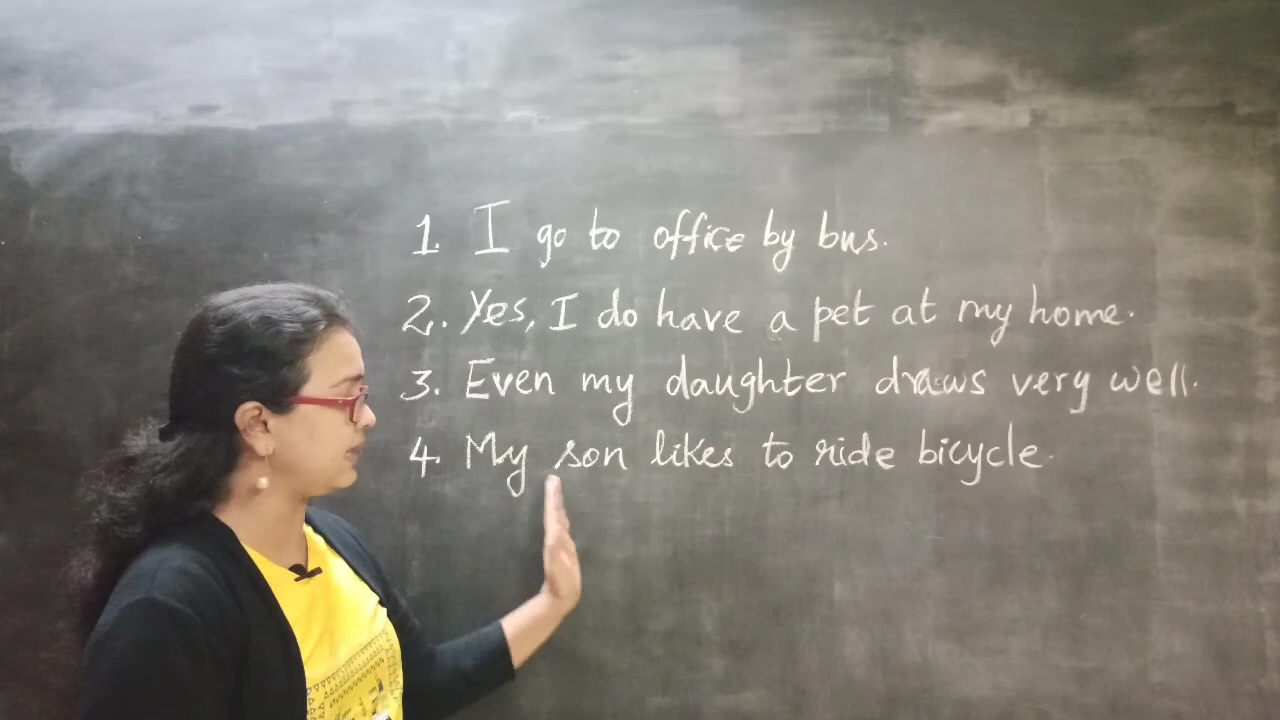 1. I go to office by bus.
2. Yes, I do have a pet at my home.
3. Even my daughter draws very well.
4. My son likes to ride bicycle.